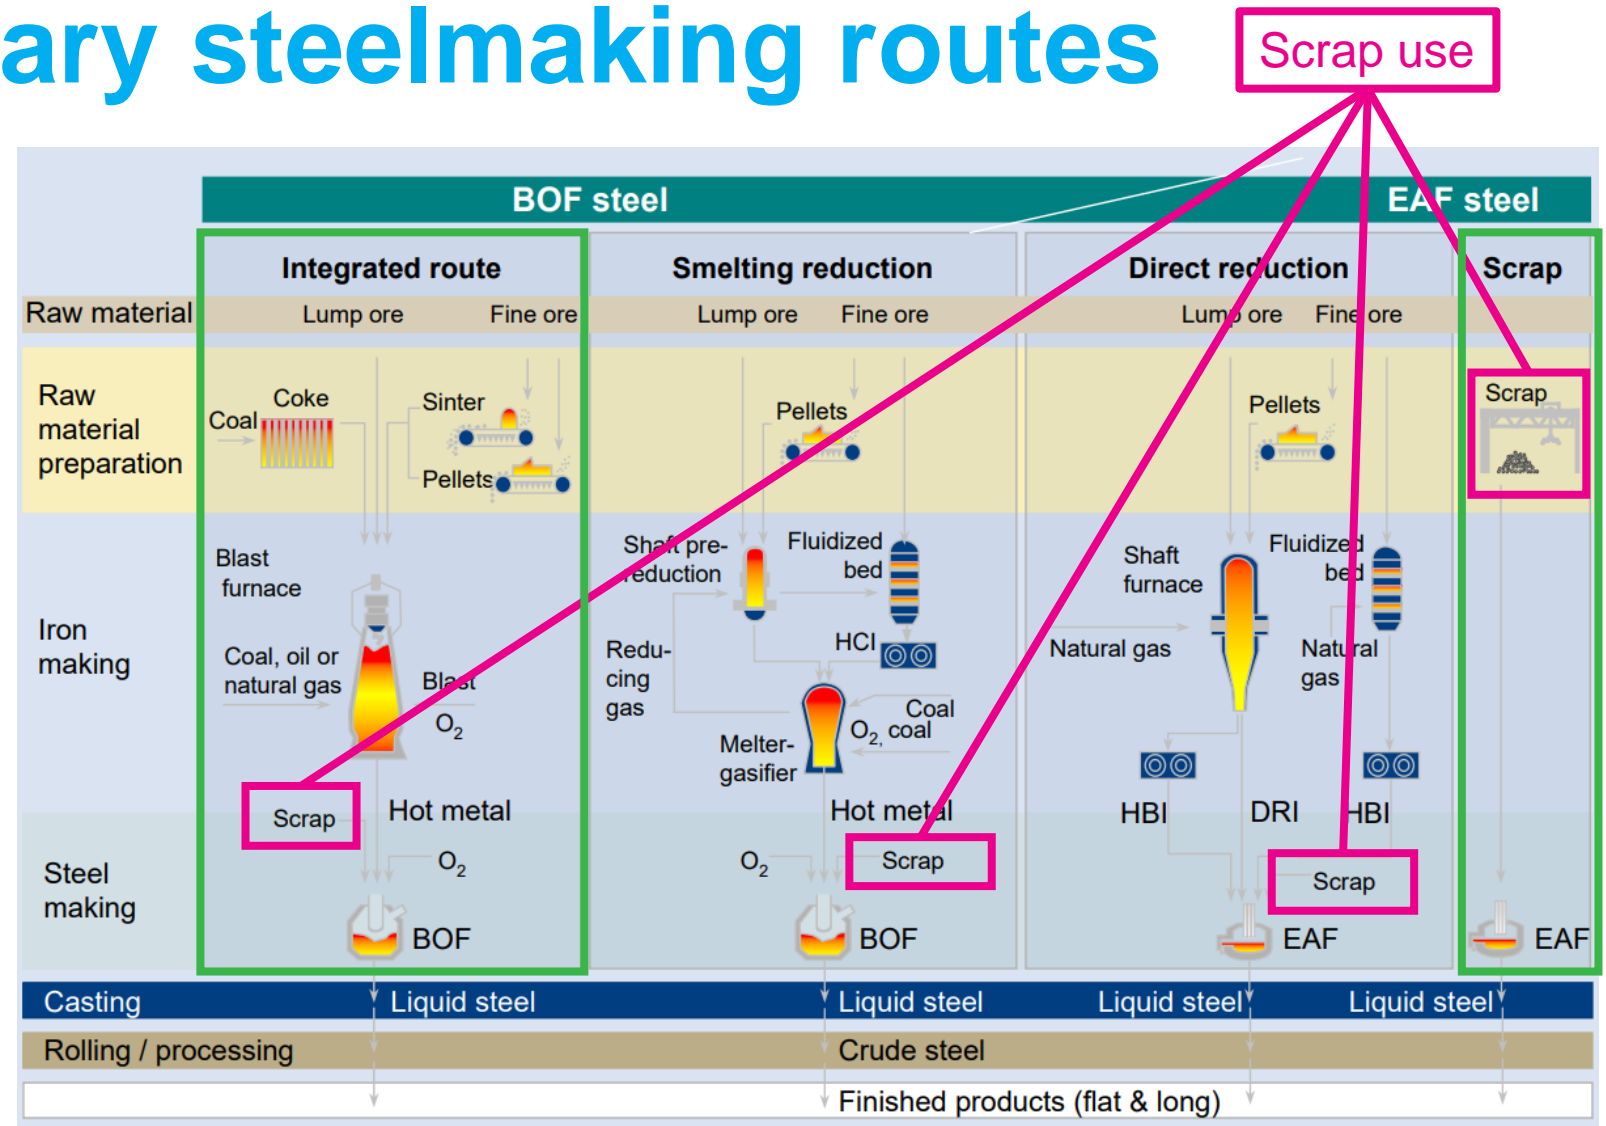 ary steelmaking routes
Scrap use
BOF steel
EAF steel
Integrated route
Smelting reduction
Direct reduction
Scrap
Raw material
Lump ore
Fine ore
Lump ore
Fine ore
Lump ore
Fine ore
Raw
material
preparation
Coal
Coke
Sinter
Pellets
Pellets
Pellets
Scrap
Iron
making
Blast
furnace
Coal, oil or
natural gas
Blast
O2
Shaft pre-
reduction
Fluidized
bed
HCI
Redu-
cing
gas
Coal
O2, coal
Melter-
gasifier
Shaft
furnace
Natural gas
Fluidized
bed
Natural
gas
HBI
DRI
HBI
Hot metal
Hot metal
Steel
making
Scrap
O2
BOF
O2
Scrap
BOF
Scrap
EAF
EAF
Casting
Liquid steel
Liquid steel
Liquid steel
Liquid steel
Rolling / processing
Crude steel
Finished products (flat & long)